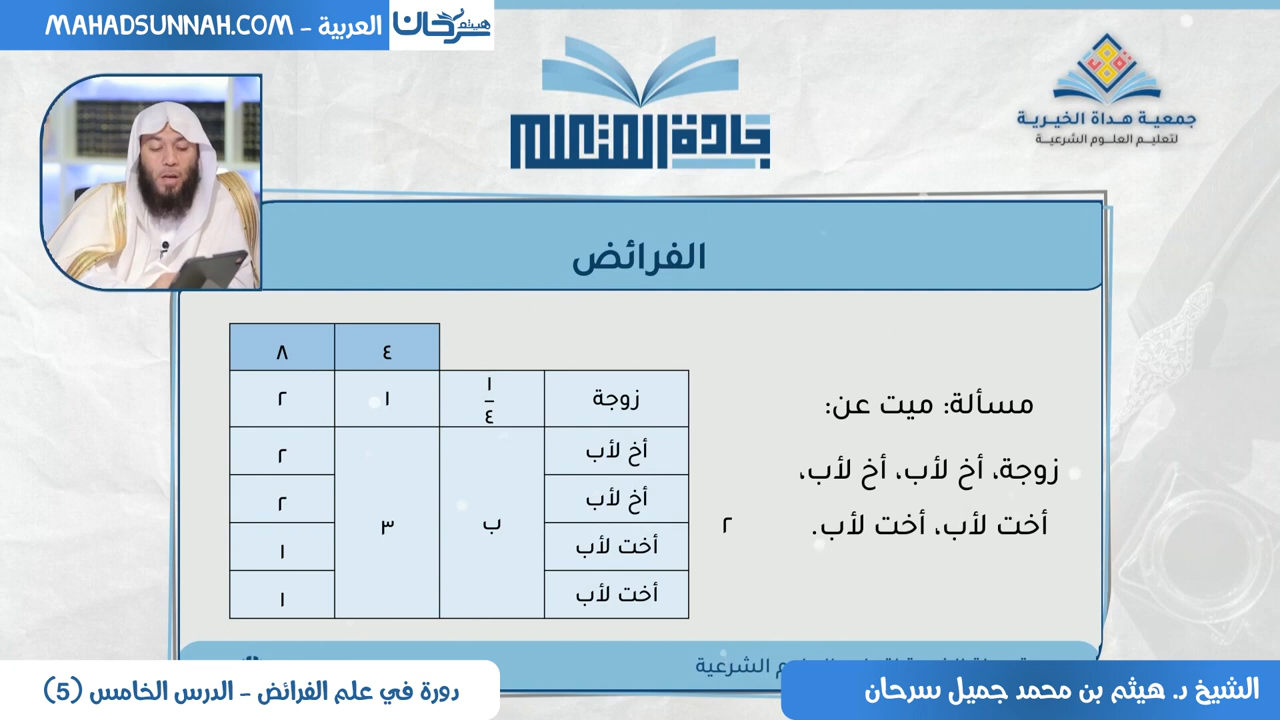 العربية - MAHADSUNNAH.COM
هيثم سرحان
جادة المتعلم
جمعية هداة الخيرية
لتعليم العلوم الشرعية
الفرائض
مسألة: ميت عن:
زوجة، أخ لأب، أخ لأب،
أخت لأب، أخت لأب.
٢
٤ ٨
زوجة ١/٤ ١ ٢
أخ لأب ب ٣ ٢
أخ لأب ٢
أخت لأب ١
أخت لأب ١
الشرعية
الشيخ د. هيثم بن محمد جميل سرحان
دورة في علم الفرائض - الدرس الخامس (5)